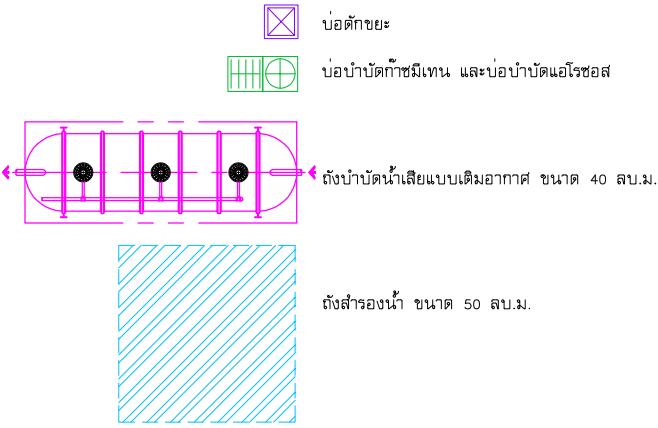 บ่อดักขยะ
บ่อบำบัดก๊าซมีเทน และบ่อบำบัดแอโรซอส
ถังบำบัดน้ำเสียแบบเติมอากาศ ขนาด 40 ลบ.ม.
ถังสำรองน้ำ ขนาด 50 ลบ.ม.